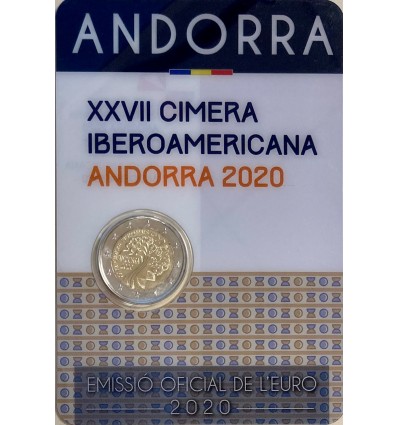 ANDORRA
XXVII CIMERA
IBEROAMERICANA
ANDORRA 2020
EMISSIÓ OFICIAL DE L'EURO
2020